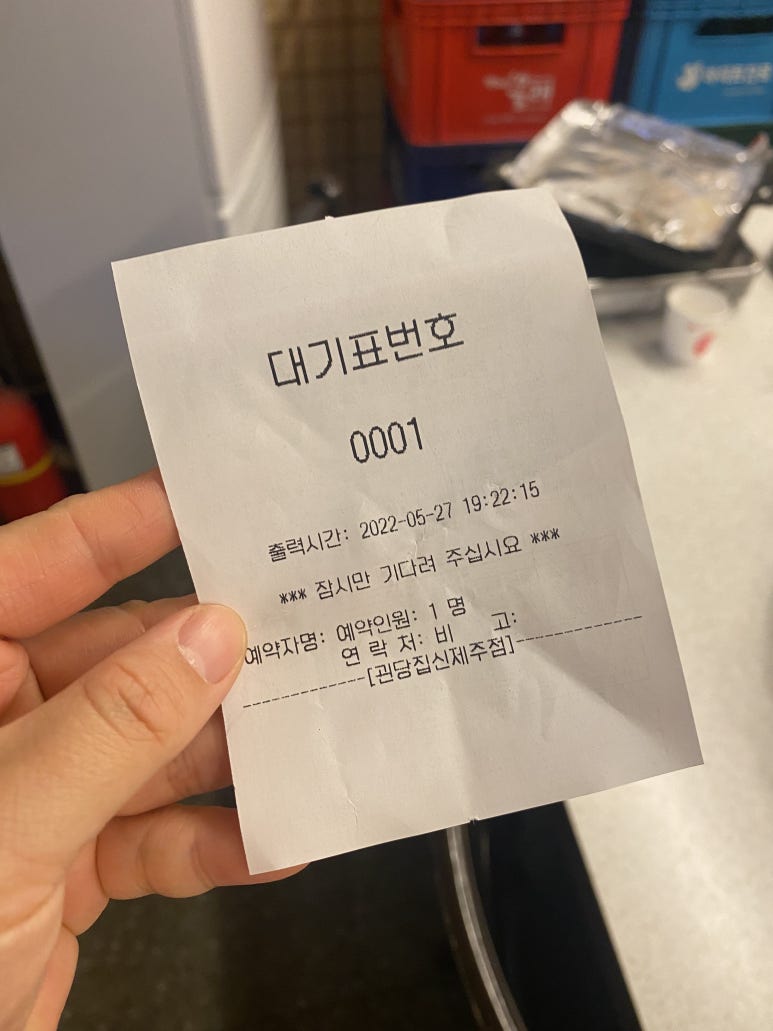 대기표번호
0001
출력시간: 2022-05-27 19:22:15
*** 잠시만 기다려 주십시요 ***
예약자명: 예약인원: 1 명
연 락 처: 비 고:
------------[괸당집신제주점]-------------